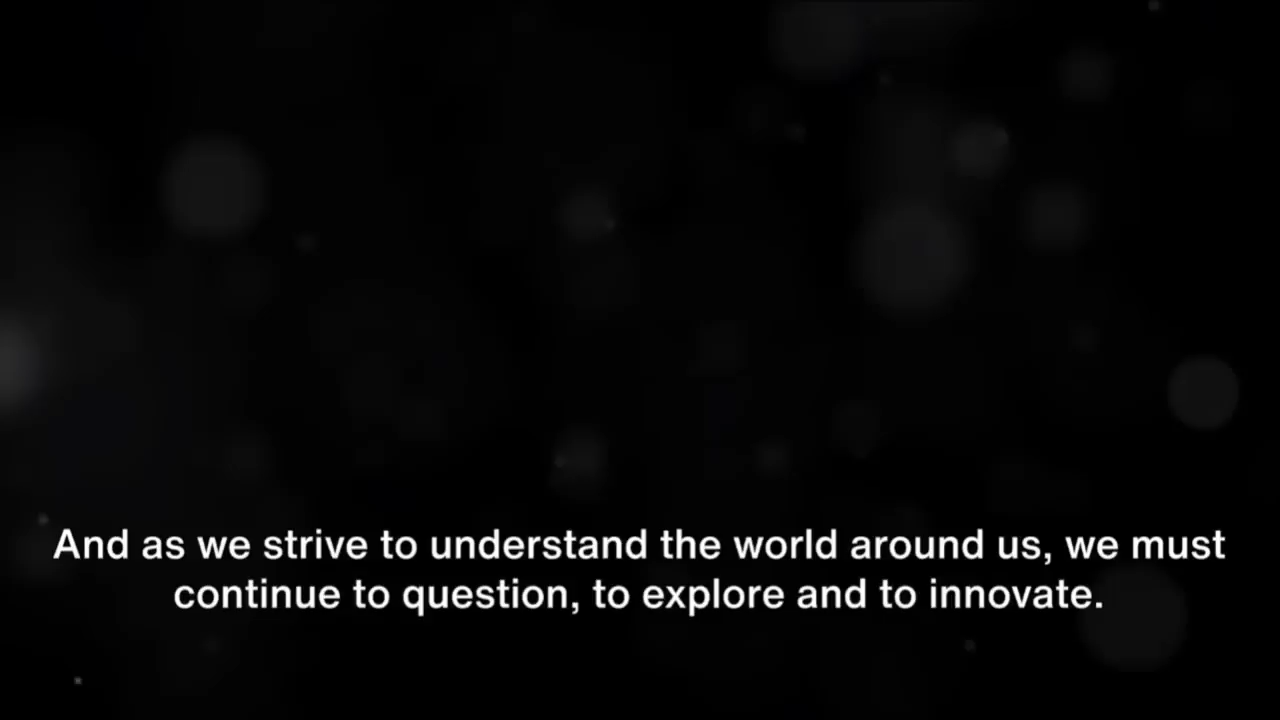 And as we strive to understand the world around us, we must
continue to question, to explore and to innovate.